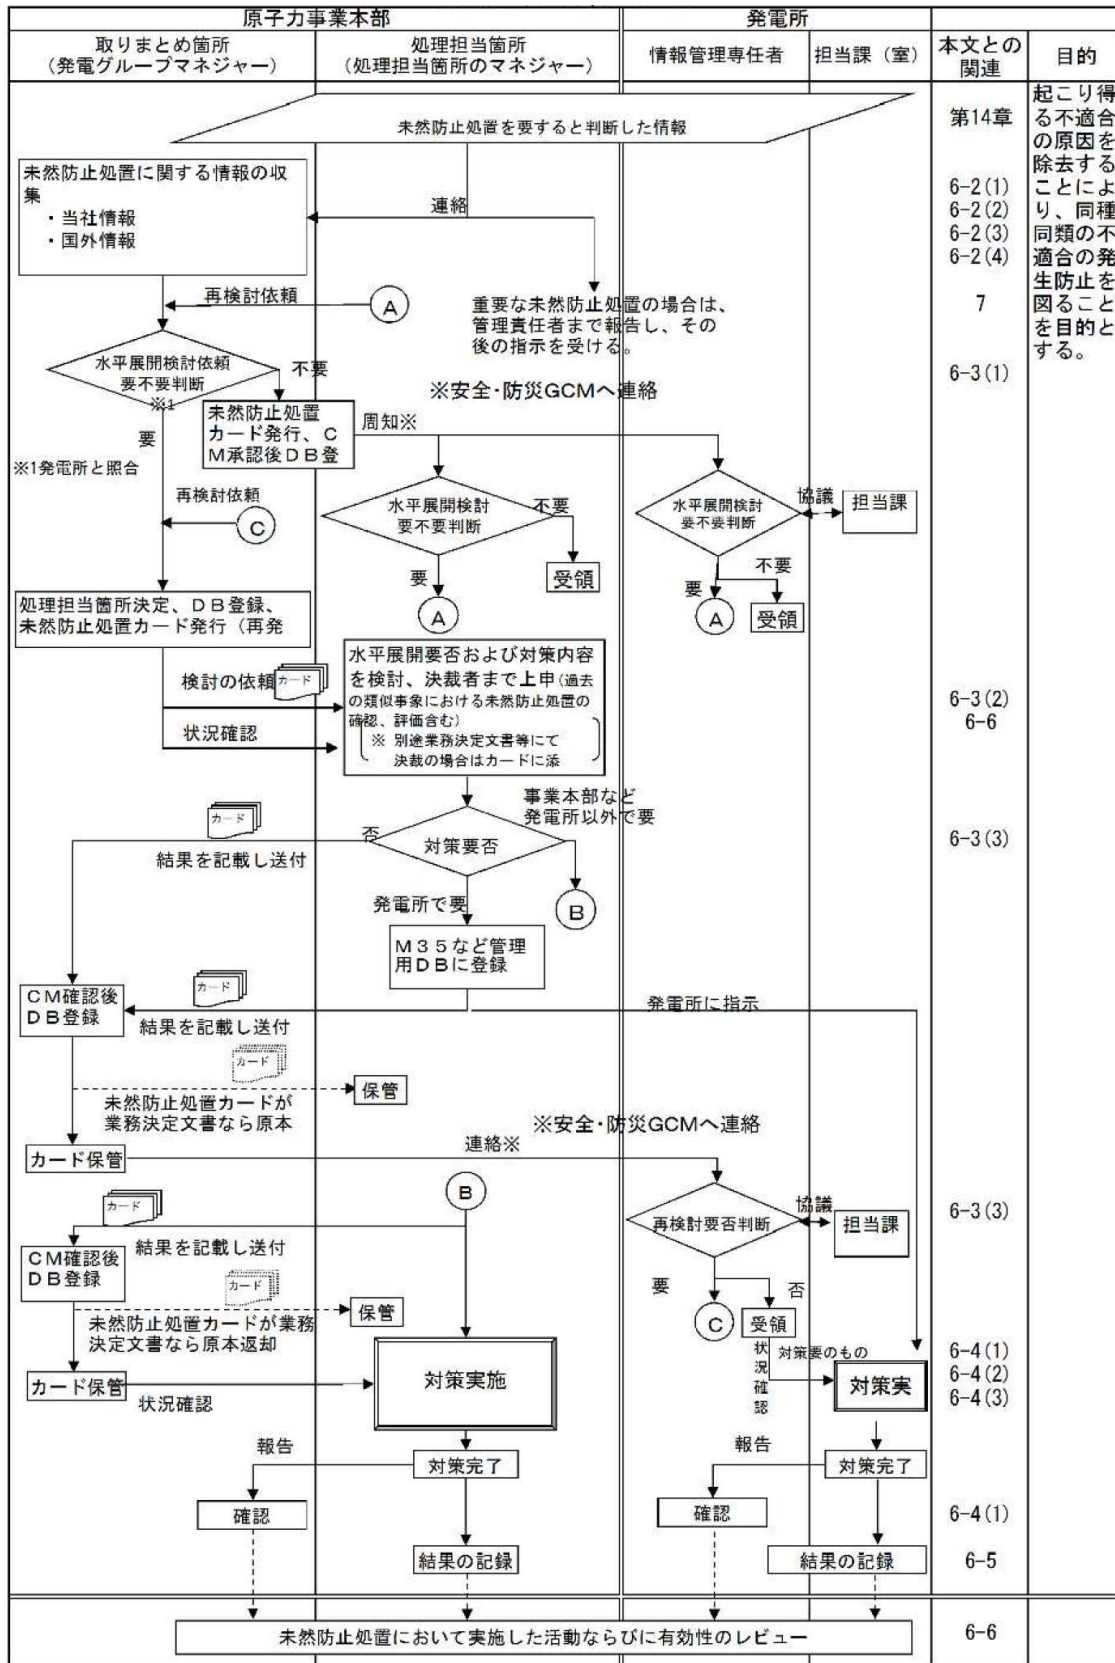 原子力事業本部
発電所
取りまとめ箇所
(発電グループマネジャー)
処理担当箇所
(処理担当箇所のマネジャー)
情報管理専任者
担当課（室）
本文との
関連
目的
未然防止処置を要すると判断した情報
第14章
起こり得
る不適合
の原因を
除去する
ことによ
り、同種
同類の不
適合の発
生防止を
図ること
を目的と
する。
未然防止処置に関する情報の収
集
・当社情報
・国外情報
連絡
6-2(1)
6-2(2)
6-2(3)
6-2(4)
再検討依頼
A
重要な未然防止処置の場合は、
管理責任者まで報告し、その
後の指示を受ける。
7
水平展開検討依頼
要不要判断
※1
不要
※安全・防災GCMへ連絡
6-3(1)
未然防止処置
カード発行、C
M承認後DB登
周知※
要
※1発電所と照合
再検討依頼
C
水平展開検討
要不要判断
不要
受領
要
A
水平展開検討
要不要判断
協議
担当課
不要
要
A
受領
処理担当箇所決定、DB登録、
未然防止処置カード発行（再発
水平展開要否および対策内容
を検討、決裁者まで上申(過去
の類似事象における未然防止処置の
確認、評価含む)
※ 別途業務決定文書等にて
決裁の場合はカードに添
検討の依頼
カード
状況確認
6-3(2)
6-6
事業本部など
発電所以外で要
カード
否
対策要否
結果を記載し送付
6-3(3)
B
発電所で要
M35など管理
用DBに登録
カード
CM確認後
DB登録
結果を記載し送付
発電所に指示
カード
保管
未然防止処置カードが
業務決定文書なら原本
※安全・防災GCMへ連絡
カード保管
連絡※
B
カード
結果を記載し送付
再検討要否判断
協議
担当課
6-3(3)
CM確認後
DB登録
カード
保管
未然防止処置カードが業務
決定文書なら原本返却
要
否
C
受領
状況確認
対策要のもの
カード保管
状況確認
対策実施
対策実
6-4(1)
6-4(2)
6-4(3)
報告
対策完了
報告
対策完了
確認
確認
6-4(1)
結果の記録
結果の記録
6-5
未然防止処置において実施した活動ならびに有効性のレビュー
6-6